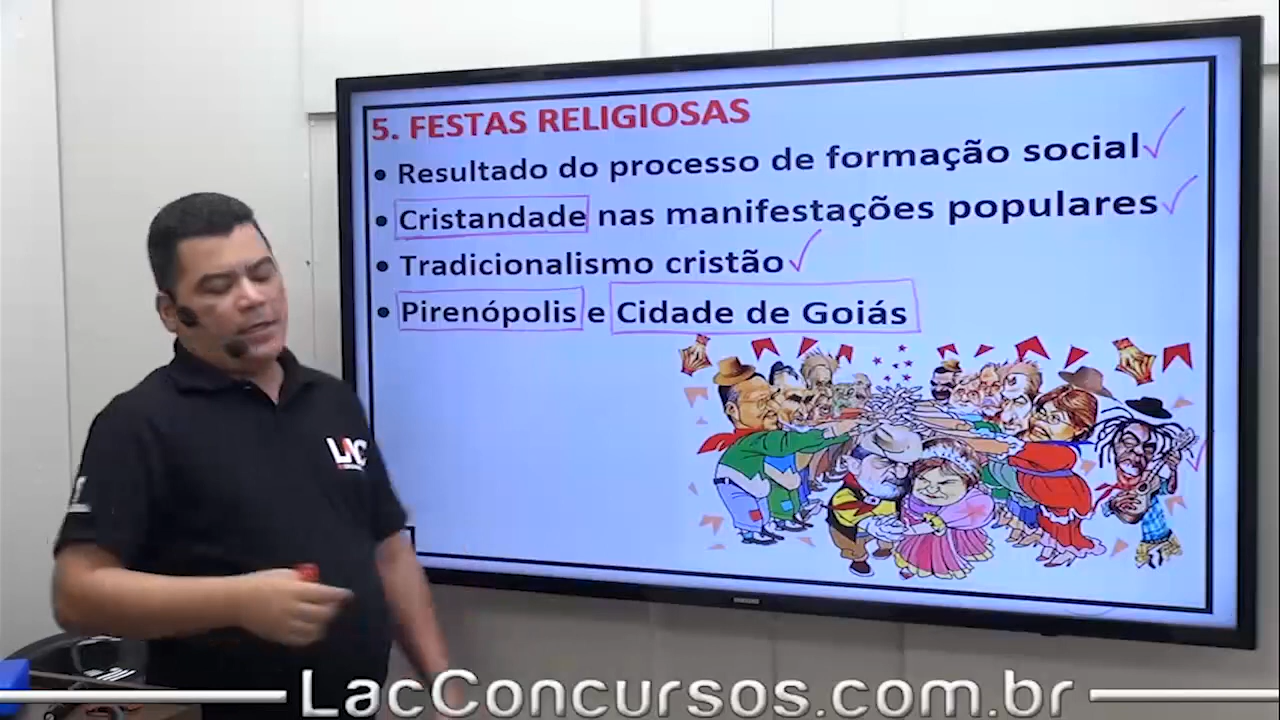 5. FESTAS RELIGIOSAS
• Resultado do processo de formação social
• Cristandade nas manifestações populares
• Tradicionalismo cristão
• Pirenópolis e Cidade de Goiás
LAC
LacConcursos.com.br